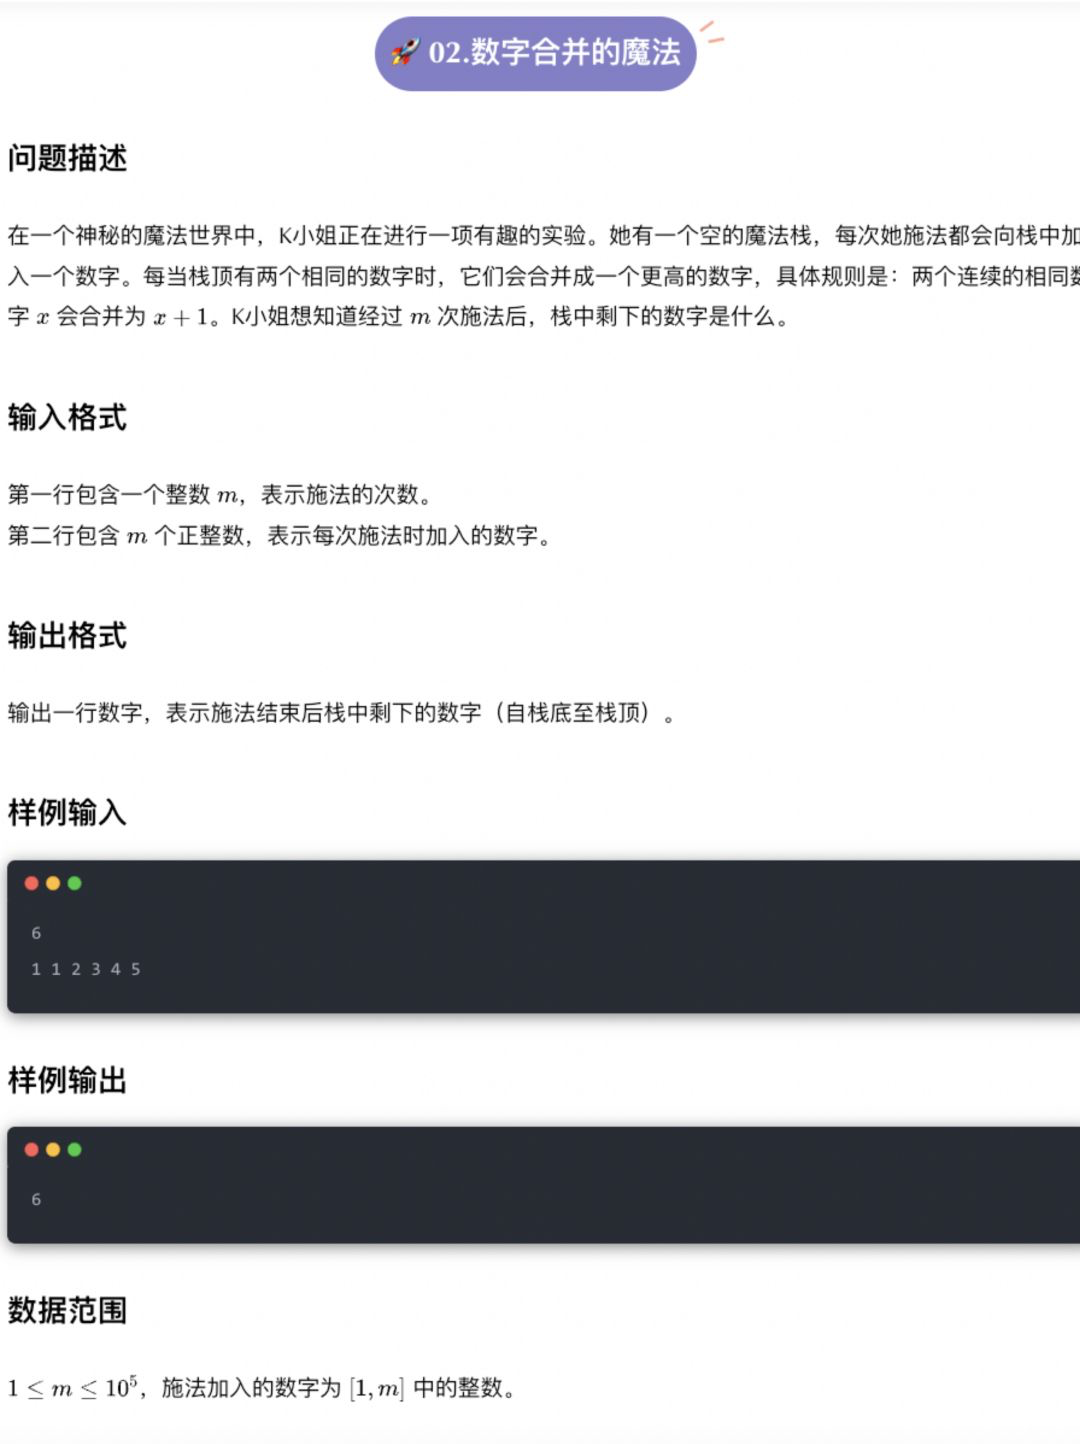 🚀 02.数字合并的魔法
问题描述
在一个神秘的魔法世界中，K小姐正在进行一项有趣的实验。她有一个空的魔法栈，每次她施法都会向栈中加
入一个数字。每当栈顶有两个相同的数字时，它们会合并成一个更高的数字，具体规则是：两个连续的相同数
字 x 会合并为 x + 1。K小姐想知道经过 m 次施法后，栈中剩下的数字是什么。
输入格式
第一行包含一个整数 m，表示施法的次数。
第二行包含 m 个正整数，表示每次施法时加入的数字。
输出格式
输出一行数字，表示施法结束后栈中剩下的数字（自栈底至栈顶）。
样例输入
6
1 1 2 3 4 5
样例输出
6
数据范围
1 ≤ m ≤ 10⁵，施法加入的数字为 [1, m] 中的整数。